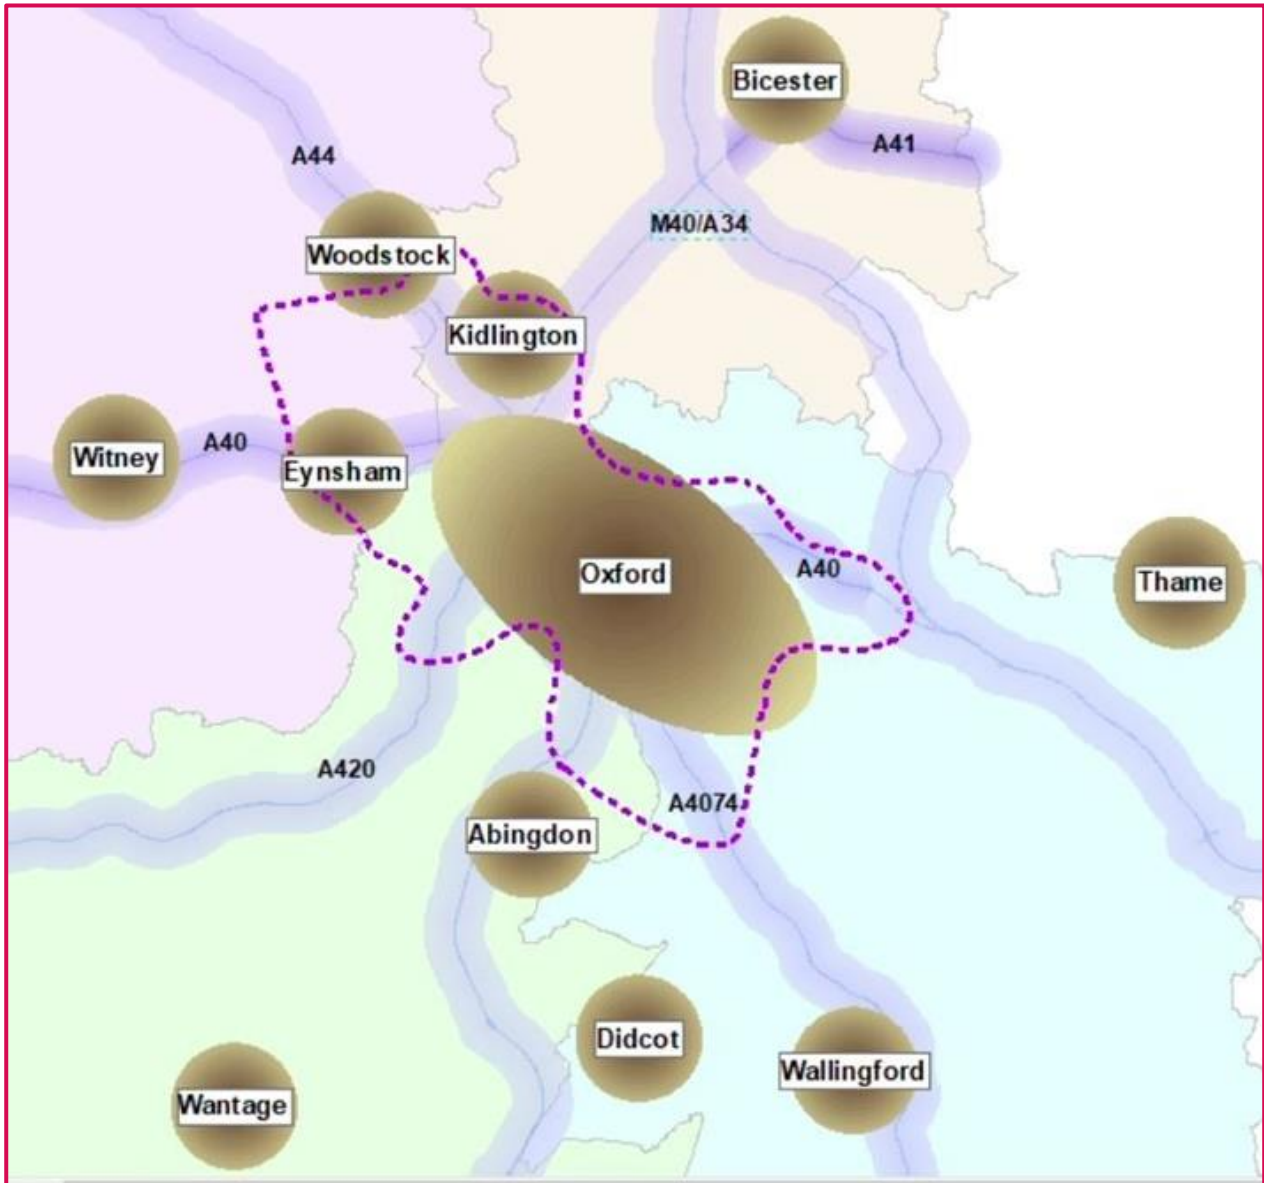 Bicester
A41
A44
M40/A34
Woodstock
Kidlington
A40
Witney
Eynsham
Oxford
A40
Thame
A420
A4074
Abingdon
Didcot
Wallingford
Wantage